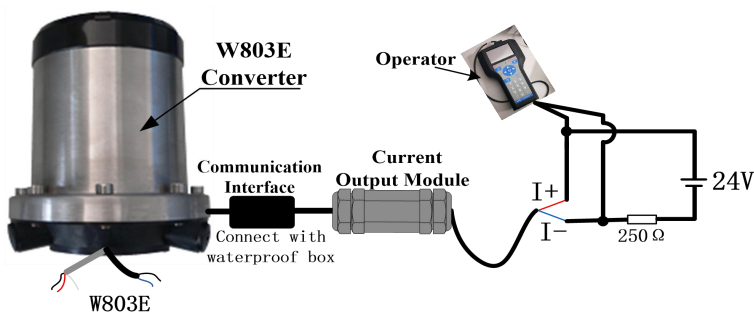 W803E
Converter
Operator
Communication
Interface
Current
Output Module
I+
I-
24V
250Ω
Connect with
waterproof box
W803E